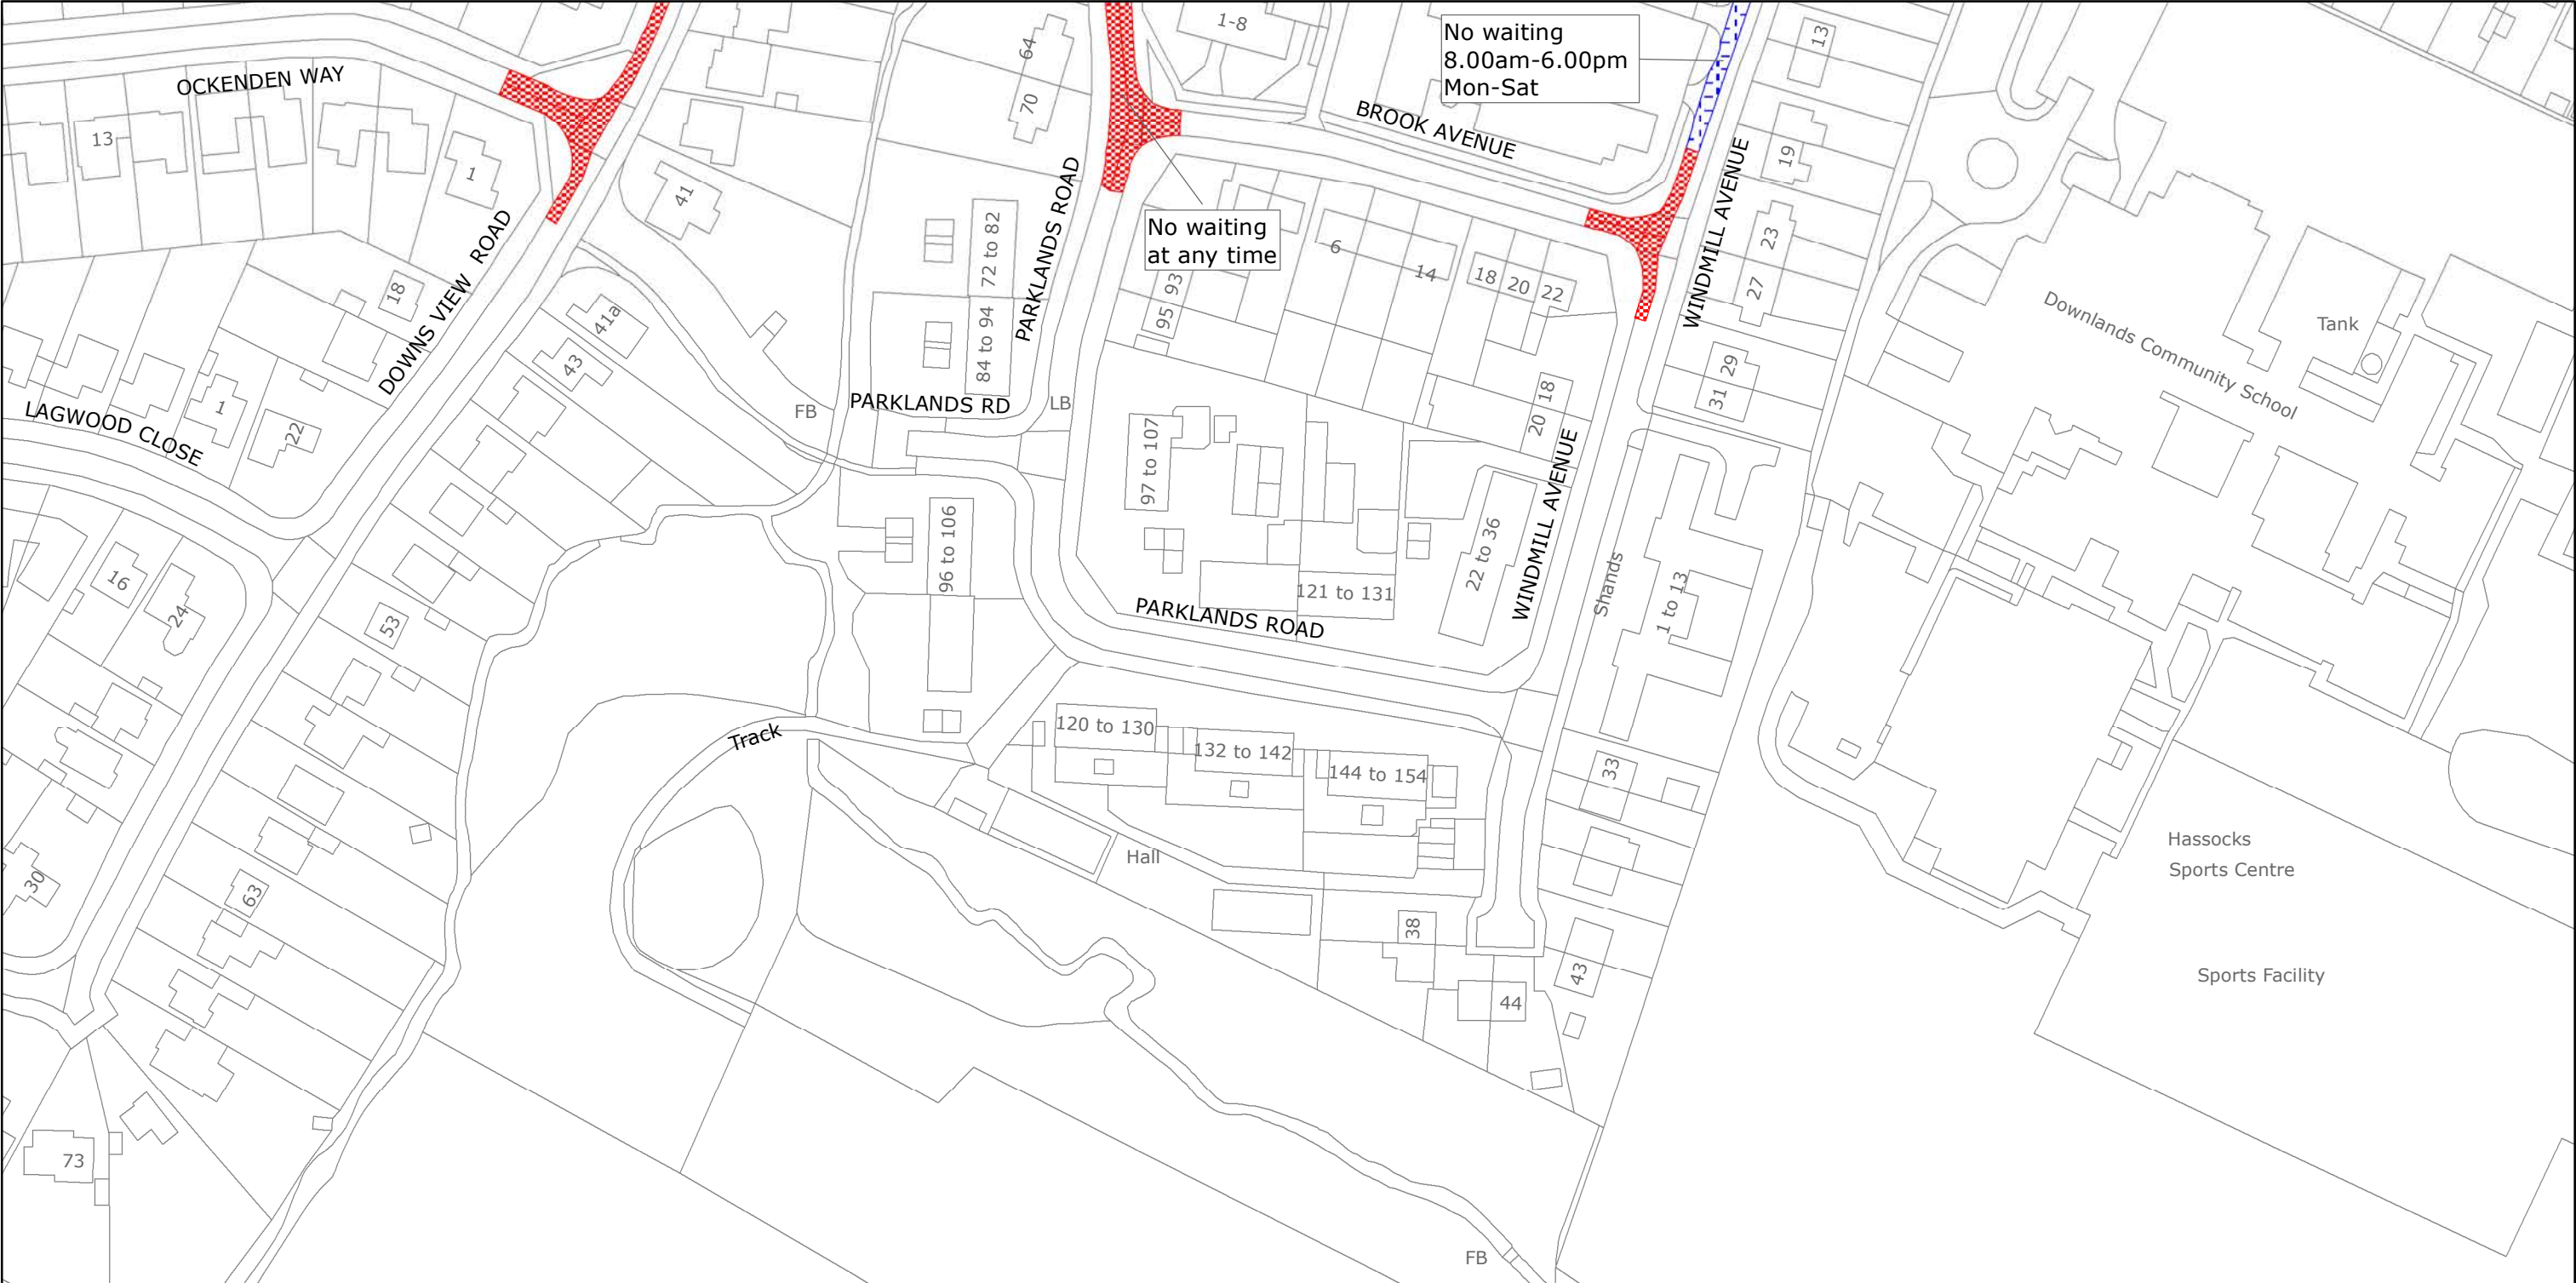 1-8
No waiting
8.00am-6.00pm
Mon-Sat
13
64
OCKENDEN WAY
70
BROOK AVENUE
13
19
1
41
PARKLANDS ROAD
WINDMILL AVENUE
No waiting
at any time
72 to 82
23
6
14
18
20
22
93
95
27
18
DOWNS VIEW ROAD
41a
43
84 to 94
Downlands Community School
Tank
29
31
18
20
PARKLANDS RD
LB
FB
1
22
LAGWOOD CLOSE
97 to 107
WINDMILL AVENUE
96 to 106
22 to 36
16
24
121 to 131
Shands
1 to 13
53
PARKLANDS ROAD
120 to 130
132 to 142
144 to 154
Track
33
Hall
Hassocks
Sports Centre
30
63
38
43
44
Sports Facility
73
FB